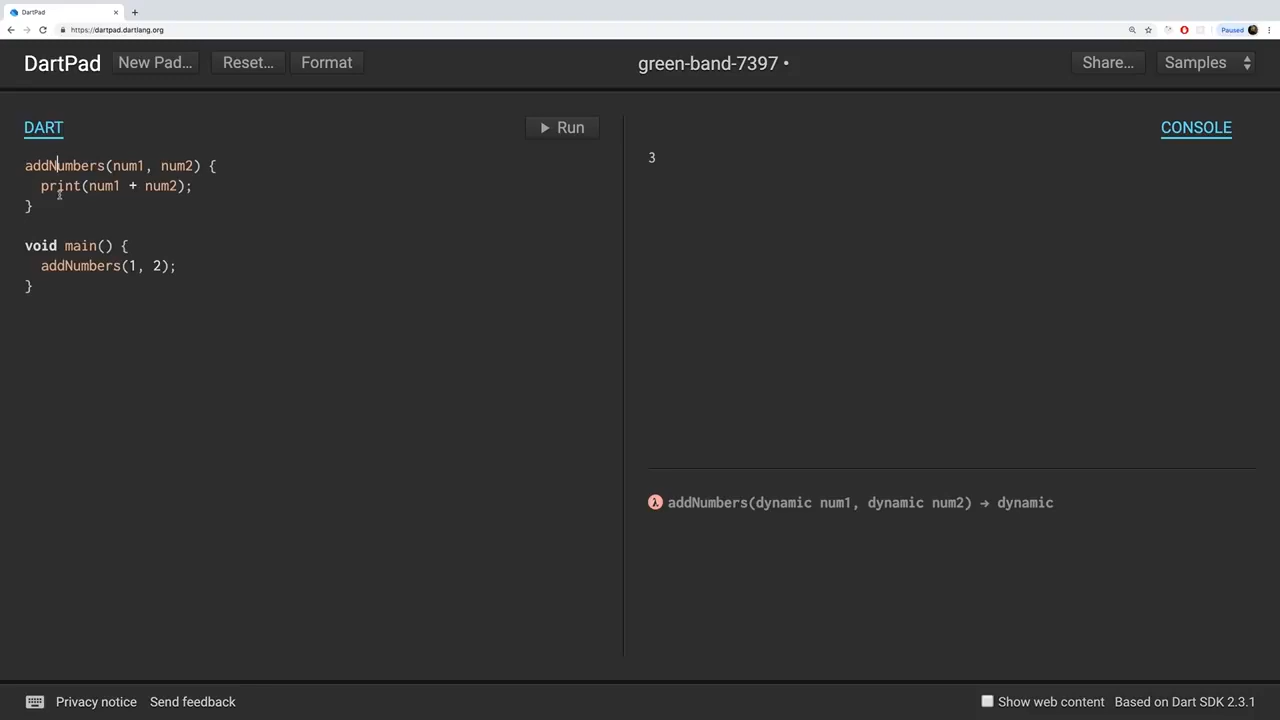 DartPad
https://dartpad.dartlang.org
Paused
DartPad
New Pad…
Reset…
Format
green-band-7397 •
Share…
Samples
DART
Run
CONSOLE
addNumbers(num1, num2) {
print(num1 + num2);
}
void main() {
addNumbers(1, 2);
}
3
λ addNumbers(dynamic num1, dynamic num2) → dynamic
Privacy notice
Send feedback
Show web content
Based on Dart SDK 2.3.1